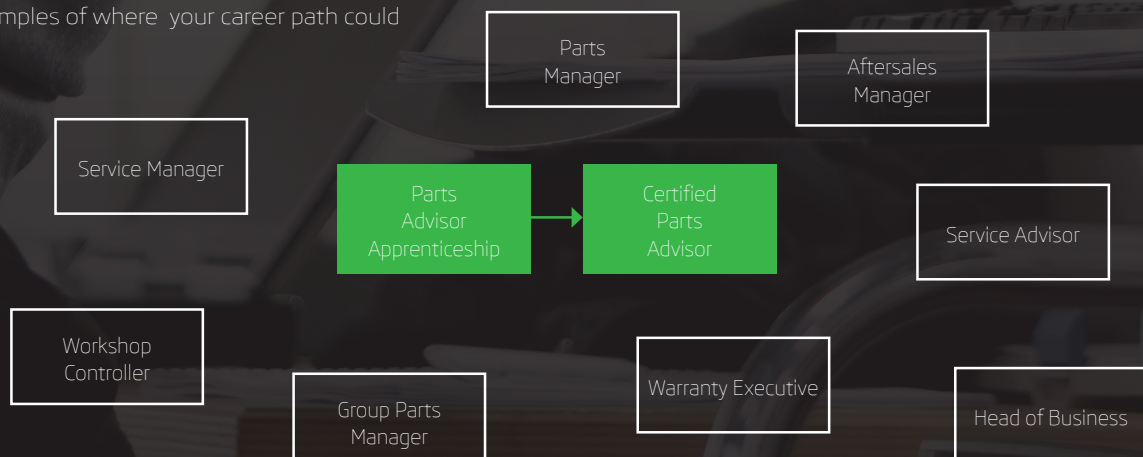 mples of where your career path could
Parts
Manager
Aftersales
Manager
Service Manager
Parts
Advisor
Apprenticeship
Certified
Parts
Advisor
Service Advisor
Workshop
Controller
Group Parts
Manager
Warranty Executive
Head of Business